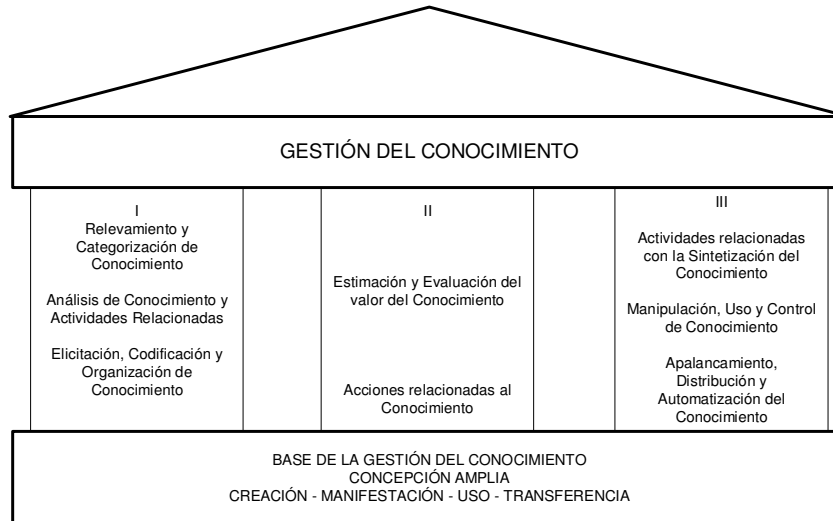 GESTIÓN DEL CONOCIMIENTO
I
Relevamiento y
Categorización de
Conocimiento
Análisis de Conocimiento y
Actividades Relacionadas
Elicitación, Codificación y
Organización de
Conocimiento
II
Estimación y Evaluación del
valor del Conocimiento
Acciones relacionadas al
Conocimiento
III
Actividades relacionadas
con la Sintetización del
Conocimiento
Manipulación, Uso y Control
de Conocimiento
Apalancamiento,
Distribución y
Automatización del
Conocimiento
BASE DE LA GESTIÓN DEL CONOCIMIENTO
CONCEPCIÓN AMPLIA
CREACIÓN - MANIFESTACIÓN - USO - TRANSFERENCIA